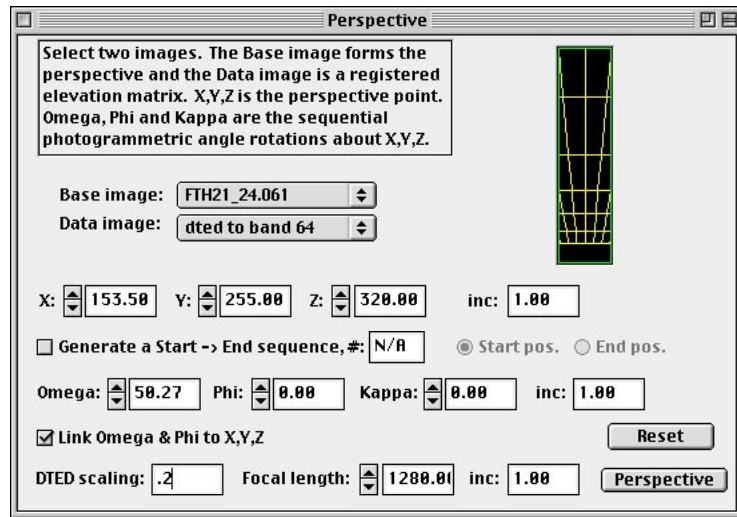 Perspective
Select two images. The Base image forms the
perspective and the Data image is a registered
elevation matrix. X,Y,Z is the perspective point.
Omega, Phi and Kappa are the sequential
photogrammetric angle rotations about X,Y,Z.
Base image: FTH21_24.061
Data image: dted to band 64
X: 153.50 Y: 255.00 Z: 320.00 inc: 1.00
Generate a Start -> End sequence, #: N/A Start pos. End pos.
Omega: 50.27 Phi: 0.00 Kappa: 0.00 inc: 1.00
Link Omega & Phi to X,Y,Z Reset
DTED scaling: .2 Focal length: 1280.0 inc: 1.00 Perspective